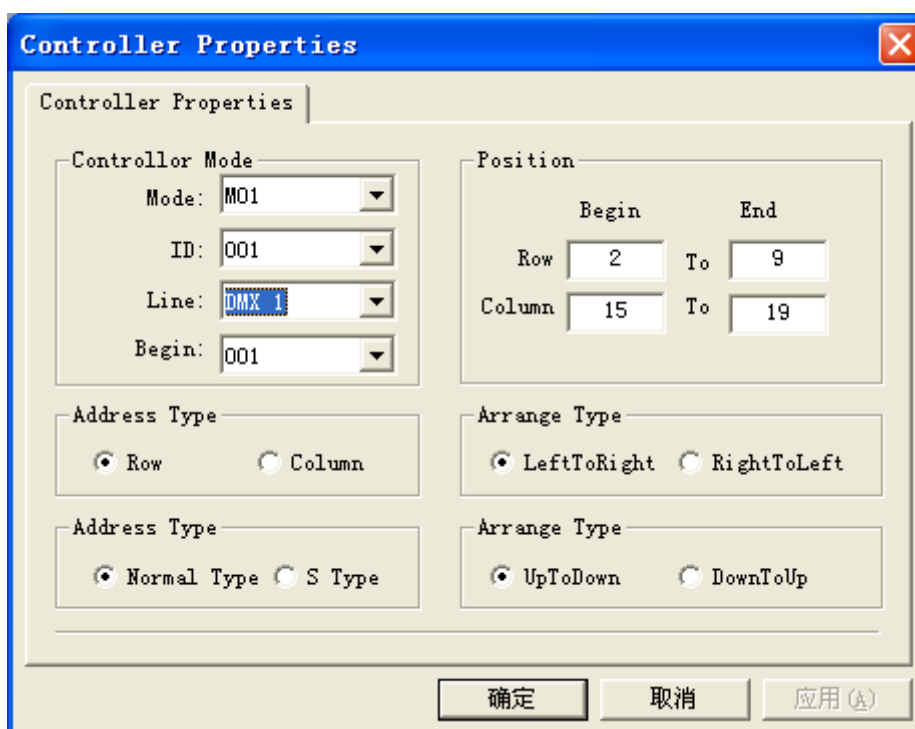 Controller Properties
Controller Properties
Controllor Mode
Mode: M01
ID: 001
Line: DMX 1
Begin: 001
Position
Begin End
Row 2 To 9
Column 15 To 19
Address Type
Row Column
Arrange Type
LeftToRight RightToLeft
Address Type
Normal Type S Type
Arrange Type
UpToDown DownToUp
确定 取消 应用(A)